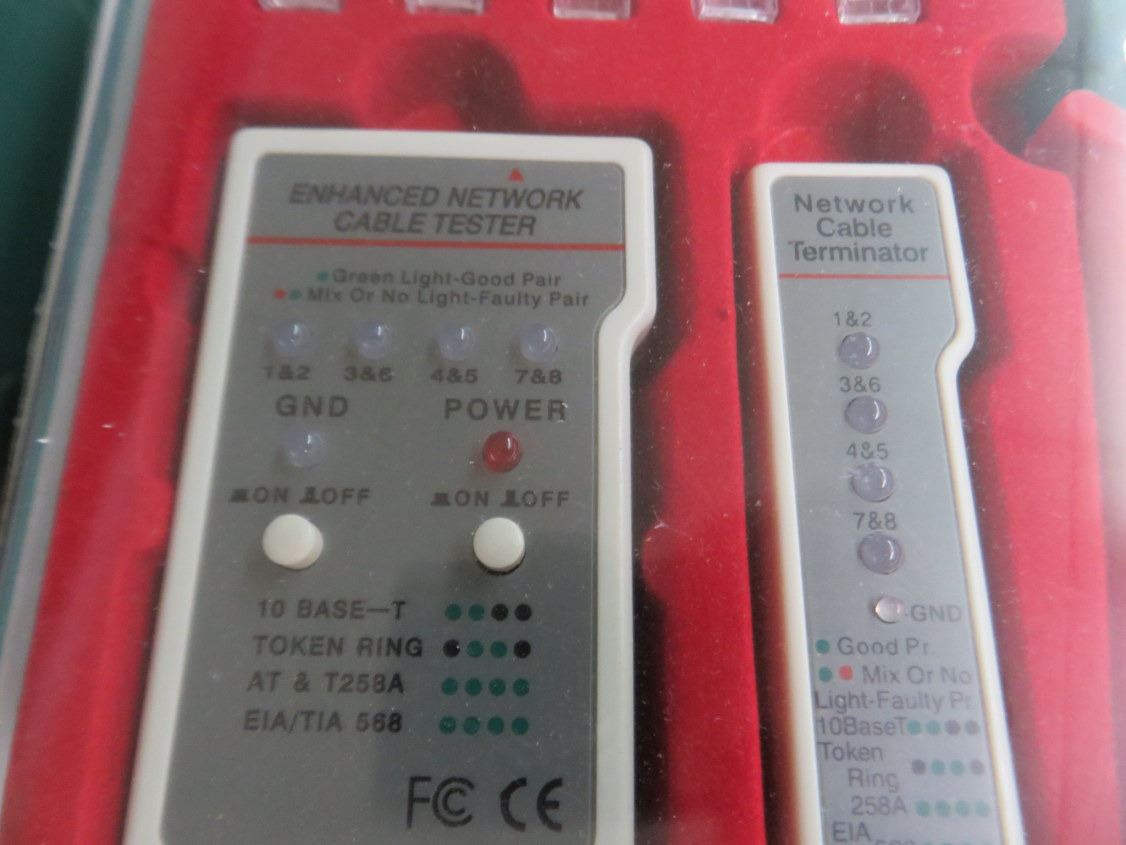 ENHANCED NETWORK
CABLE TESTER
Green Light-Good Pair
Mix Or No Light-Faulty Pair
1&2 3&6 4&5 7&8
GND POWER
ON OFF ON OFF
10 BASE—T
TOKEN RING
AT & T258A
EIA/TIA 568
FC CE
Network
Cable
Terminator
1&2
3&6
4&5
7&8
GND
Good Pr.
Mix Or No
Light-Faulty Pr.
10BaseT
Token
Ring
258A
EIA